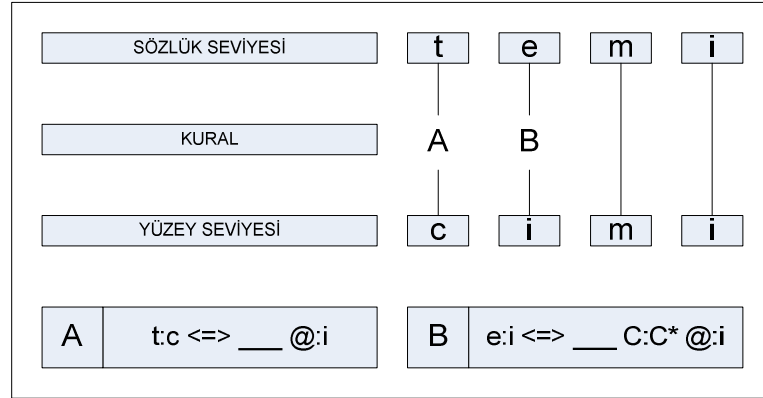 SÖZLÜK SEVİYESİ t e m i
KURAL A B
YÜZEY SEVİYESİ c i m i
A t:c <=> ___ @:i B e:i <=> ___ C:C* @:i